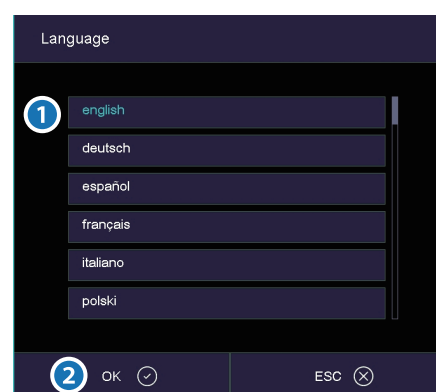 Language
1
english
deutsch
español
français
italiano
polski
2 OK ESC